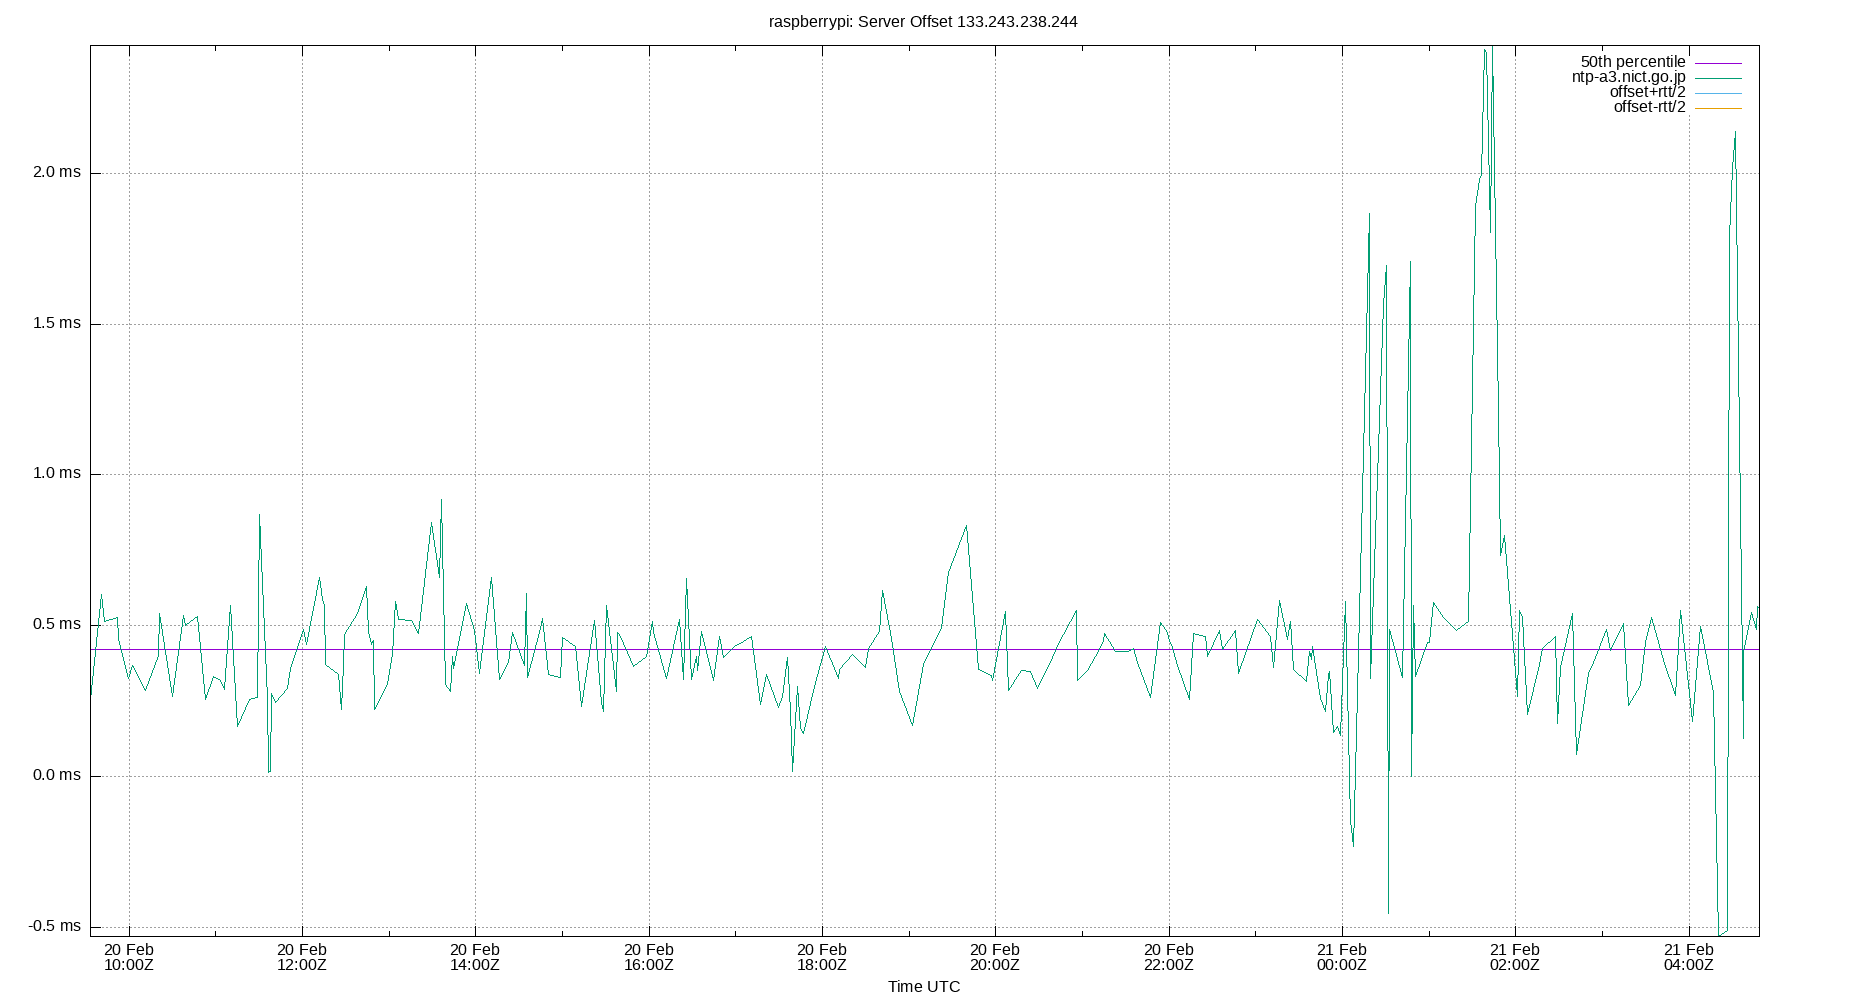 raspberrypi: Server Offset 133.243.238.244
50th percentile
ntp-a3.nict.go.jp
offset+rtt/2
offset-rtt/2
2.0 ms
1.5 ms
1.0 ms
0.5 ms
0.0 ms
-0.5 ms
20 Feb 20 Feb 20 Feb 20 Feb 20 Feb 20 Feb 20 Feb 21 Feb 21 Feb 21 Feb
10:00Z 12:00Z 14:00Z 16:00Z 18:00Z 20:00Z 22:00Z 00:00Z 02:00Z 04:00Z
Time UTC